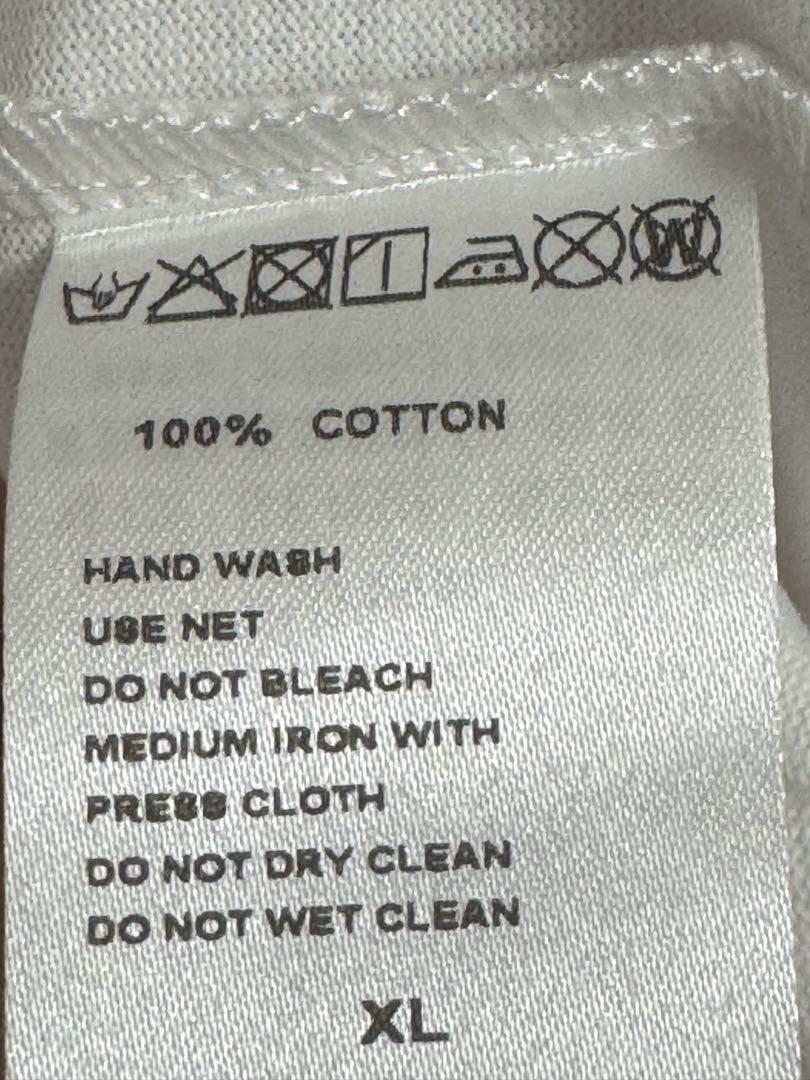 100% COTTON
HAND WASH
USE NET
DO NOT BLEACH
MEDIUM IRON WITH
PRESS CLOTH
DO NOT DRY CLEAN
DO NOT WET CLEAN
XL